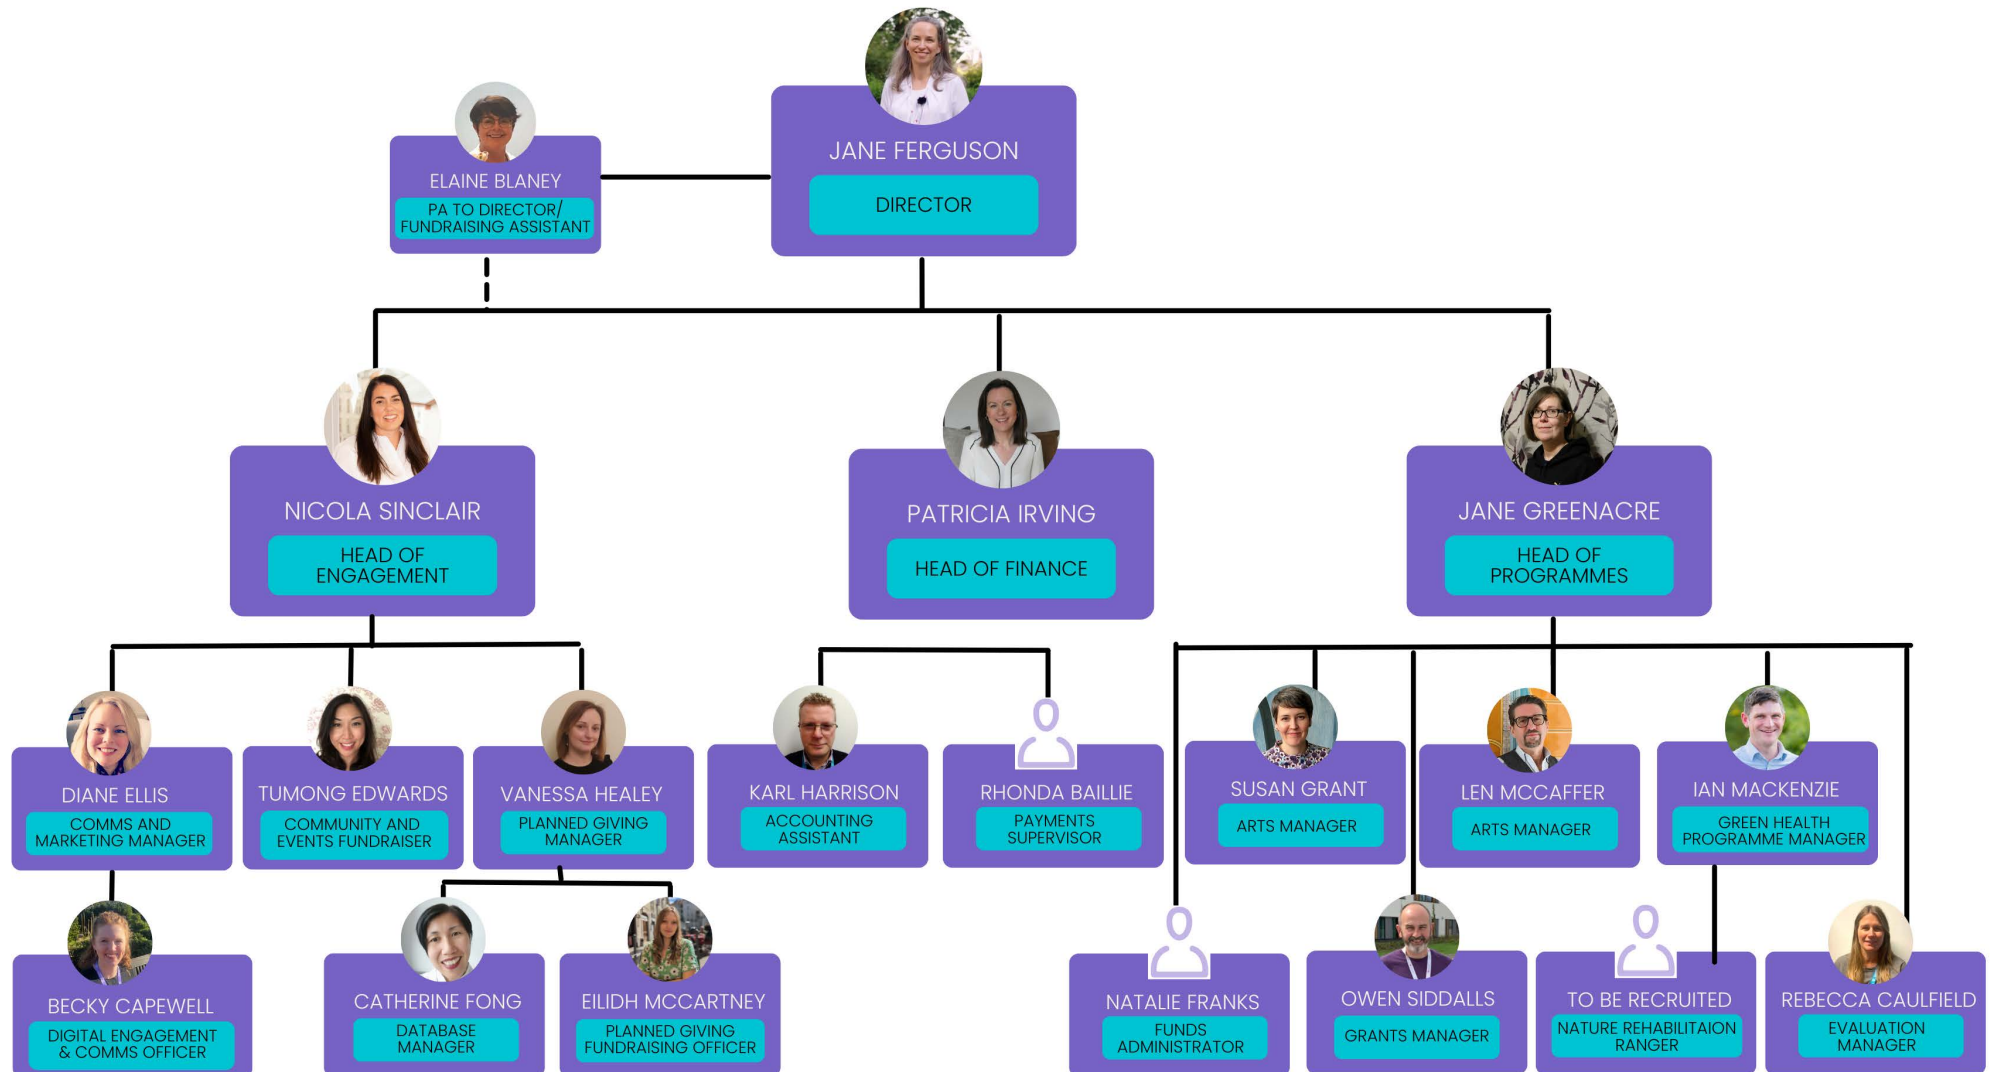 JANE FERGUSON
DIRECTOR
ELAINE BLANEY
PA TO DIRECTOR/
FUNDRAISING ASSISTANT
NICOLA SINCLAIR
HEAD OF
ENGAGEMENT
PATRICIA IRVING
HEAD OF FINANCE
JANE GREENACRE
HEAD OF
PROGRAMMES
DIANE ELLIS
COMMS AND
MARKETING MANAGER
TUMONG EDWARDS
COMMUNITY AND
EVENTS FUNDRAISER
VANESSA HEALEY
PLANNED GIVING
MANAGER
KARL HARRISON
ACCOUNTING
ASSISTANT
RHONDA BAILLIE
PAYMENTS
SUPERVISOR
SUSAN GRANT
ARTS MANAGER
LEN MCCAFFER
ARTS MANAGER
IAN MACKENZIE
GREEN HEALTH
PROGRAMME MANAGER
BECKY CAPEWELL
DIGITAL ENGAGEMENT
& COMMS OFFICER
CATHERINE FONG
DATABASE
MANAGER
EILIDH MCCARTNEY
PLANNED GIVING
FUNDRAISING OFFICER
NATALIE FRANKS
FUNDS
ADMINISTRATOR
OWEN SIDDALLS
GRANTS MANAGER
TO BE RECRUITED
NATURE REHABILITAION
RANGER
REBECCA CAULFIELD
EVALUATION
MANAGER